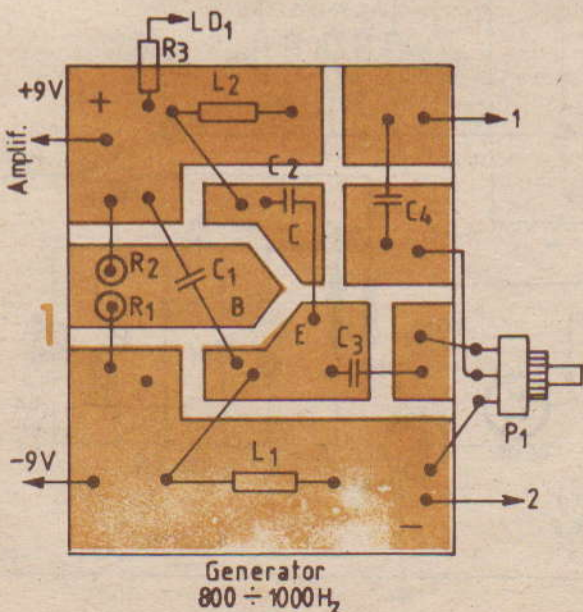 LD1
R3
+9V
+
L2
1
Amplif.
C2
C
C4
R2
C1
R1
B
E
C3
P1
-9V
L1
2
−
Generator
800 ÷ 1000Hz